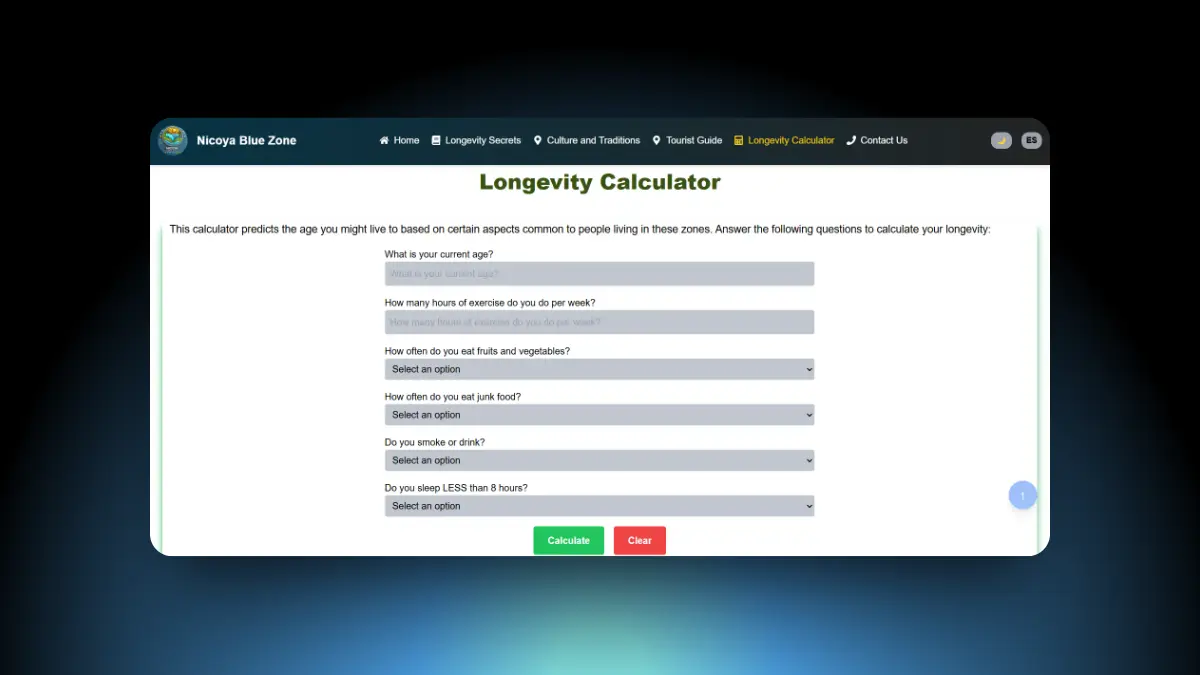 Nicoya Blue Zone Home Longevity Secrets Culture and Traditions Tourist Guide Longevity Calculator Contact Us ES
Longevity Calculator
This calculator predicts the age you might live to based on certain aspects common to people living in these zones. Answer the following questions to calculate your longevity:
What is your current age?
What is your current age?
How many hours of exercise do you do per week?
How many hours of exercise do you do per week?
How often do you eat fruits and vegetables?
Select an option
How often do you eat junk food?
Select an option
Do you smoke or drink?
Select an option
Do you sleep LESS than 8 hours?
Select an option
↑
Calculate Clear